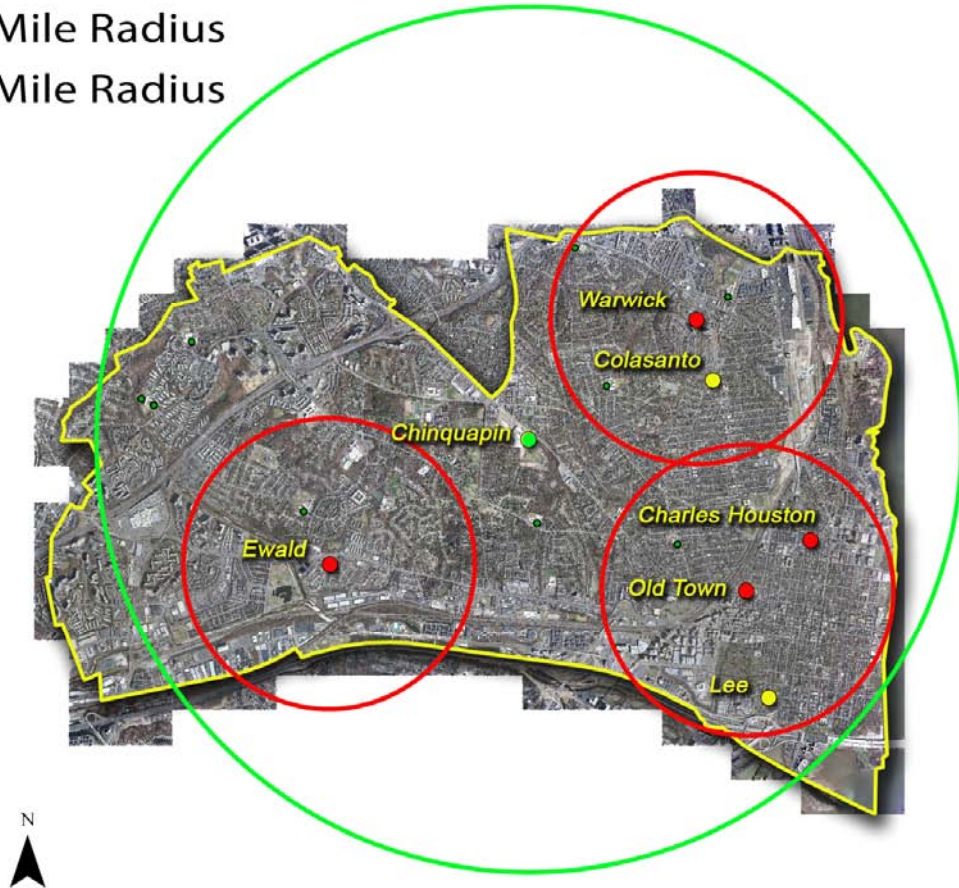 Mile Radius
Mile Radius
Warwick
Colasanto
Chinquapin
Charles Houston
Ewald
Old Town
Lee
N